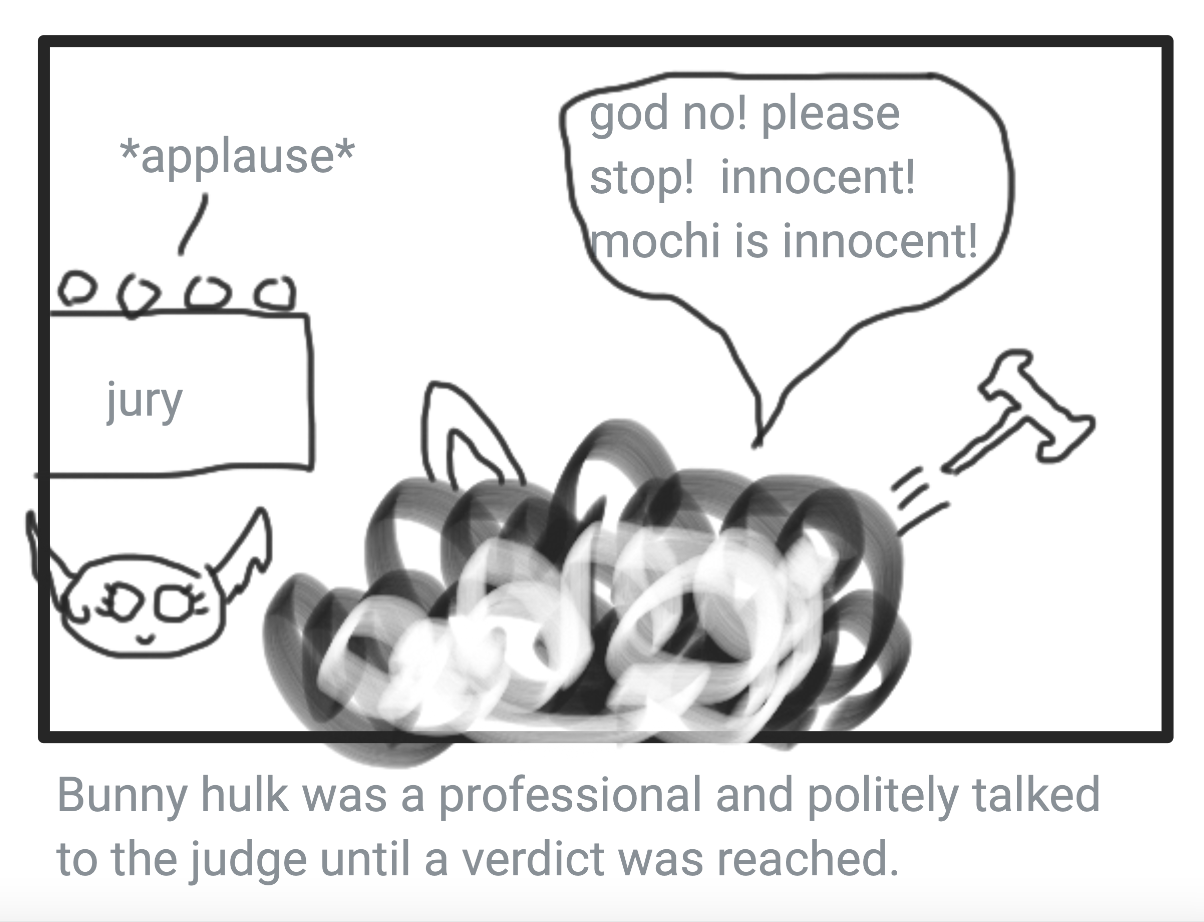 *applause*
god no! please
stop!  innocent!
mochi is innocent!
jury
Bunny hulk was a professional and politely talked
to the judge until a verdict was reached.